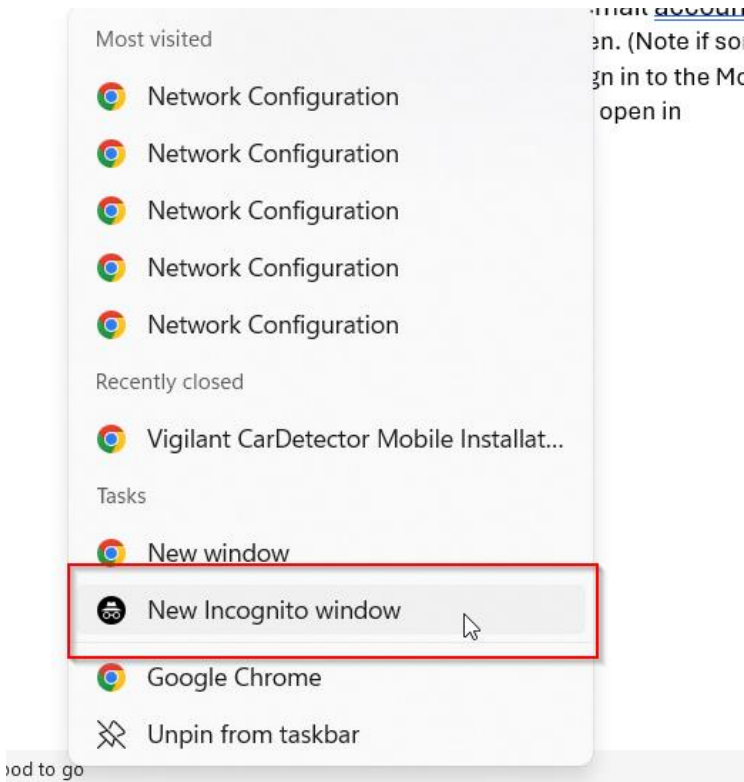 Most visited
account
en. (Note if
Network Configuration
gn in to the
open in
Network Configuration
Network Configuration
Network Configuration
Network Configuration
Recently closed
Vigilant CarDetector Mobile Installat...
Tasks
New window
New Incognito window
Google Chrome
Unpin from taskbar
ood to go